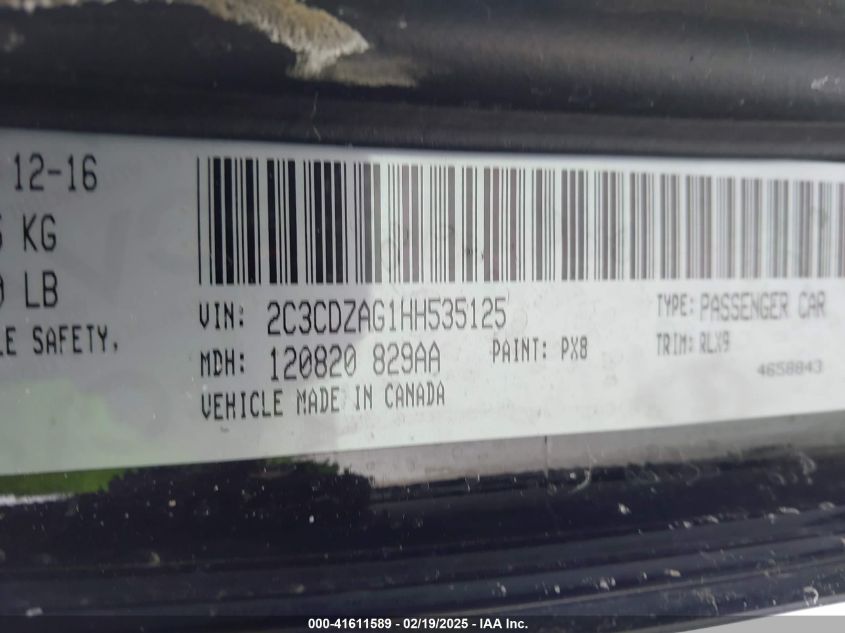 12-16
KG
LB
SAFETY.
VIN: 2C3CDZAG1HH535125
TYPE: PASSENGER CAR
MDH: 120820 829AA
PAINT: PX8
TRIM: RLX9
4658843
VEHICLE MADE IN CANADA
000-41611589 - 02/19/2025 - IAA Inc.